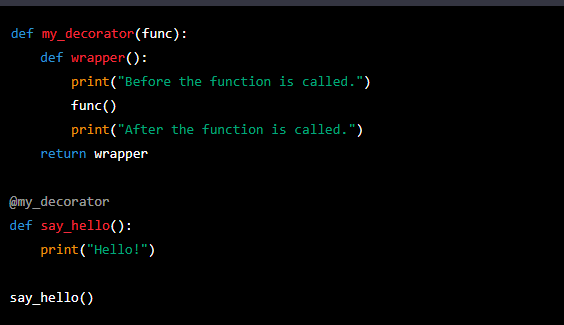 def my_decorator(func):
    def wrapper():
        print("Before the function is called.")
        func()
        print("After the function is called.")
    return wrapper

@my_decorator
def say_hello():
    print("Hello!")

say_hello()